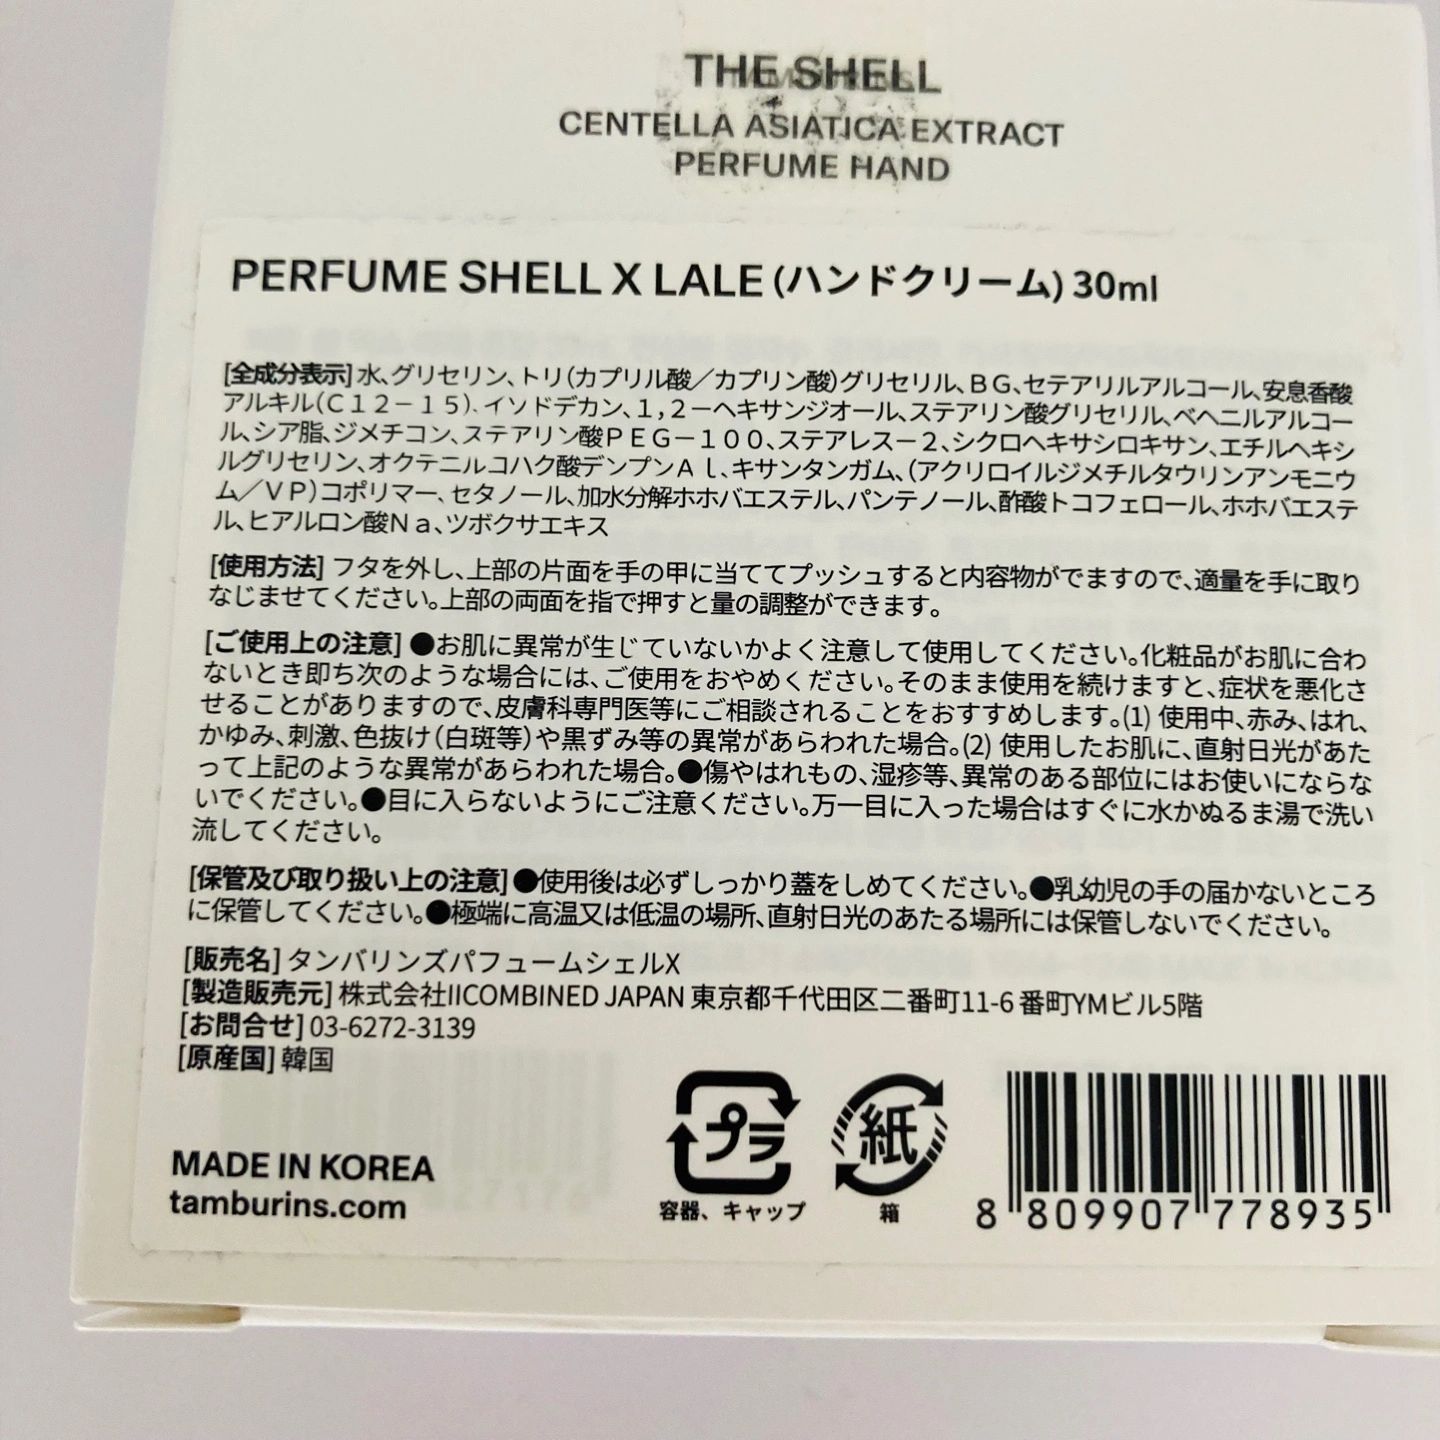 THE SHELL
CENTELLA ASIATICA EXTRACT
PERFUME HAND
PERFUME SHELL X LALE (ハンドクリーム) 30ml
[全成分表示] 水、グリセリン、トリ(カプリル酸／カプリン酸)グリセリル、BG、セテアリルアルコール、安息香酸
アルキル(C12－15)、イソドデカン、1,2－ヘキサンジオール、ステアリン酸グリセリル、ベヘニルアルコー
ル、シア脂、ジメチコン、ステアリン酸PEG－100、ステアレス－2、シクロヘキサシロキサン、エチルヘキシ
ルグリセリン、オクテニルコハク酸デンプンAl、キサンタンガム、(アクリロイルジメチルタウリンアンモニウ
ム／VP)コポリマー、セタノール、加水分解ホホバエステル、パンテノール、酢酸トコフェロール、ホホバエステ
ル、ヒアルロン酸Na、ツボクサエキス
[使用方法] フタを外し、上部の片面を手の甲に当ててプッシュすると内容物がでますので、適量を手に取り
なじませてください。上部の両面を指で押すと量の調整ができます。
[ご使用上の注意] ●お肌に異常が生じていないかよく注意して使用してください。化粧品がお肌に合わ
ないとき即ち次のような場合には、ご使用をおやめください。そのまま使用を続けますと、症状を悪化さ
せることがありますので、皮膚科専門医等にご相談されることをおすすめします。(1) 使用中、赤み、はれ、
かゆみ、刺激、色抜け(白斑等)や黒ずみ等の異常があらわれた場合。(2) 使用したお肌に、直射日光があた
って上記のような異常があらわれた場合。●傷やはれもの、湿疹等、異常のある部位にはお使いにならな
いでください。●目に入らないようにご注意ください。万一目に入った場合はすぐに水かぬるま湯で洗い
流してください。
[保管及び取り扱い上の注意] ●使用後は必ずしっかり蓋をしめてください。●乳幼児の手の届かないところ
に保管してください。●極端に高温又は低温の場所、直射日光のあたる場所には保管しないでください。
[販売名] タンバリンズパフュームシェルX
[製造販売元] 株式会社IICOMBINED JAPAN 東京都千代田区二番町11-6 番町YMビル5階
[お問合せ] 03-6272-3139
[原産国] 韓国
MADE IN KOREA
tamburins.com
プラ
容器、キャップ
紙
箱
8 809907 778935